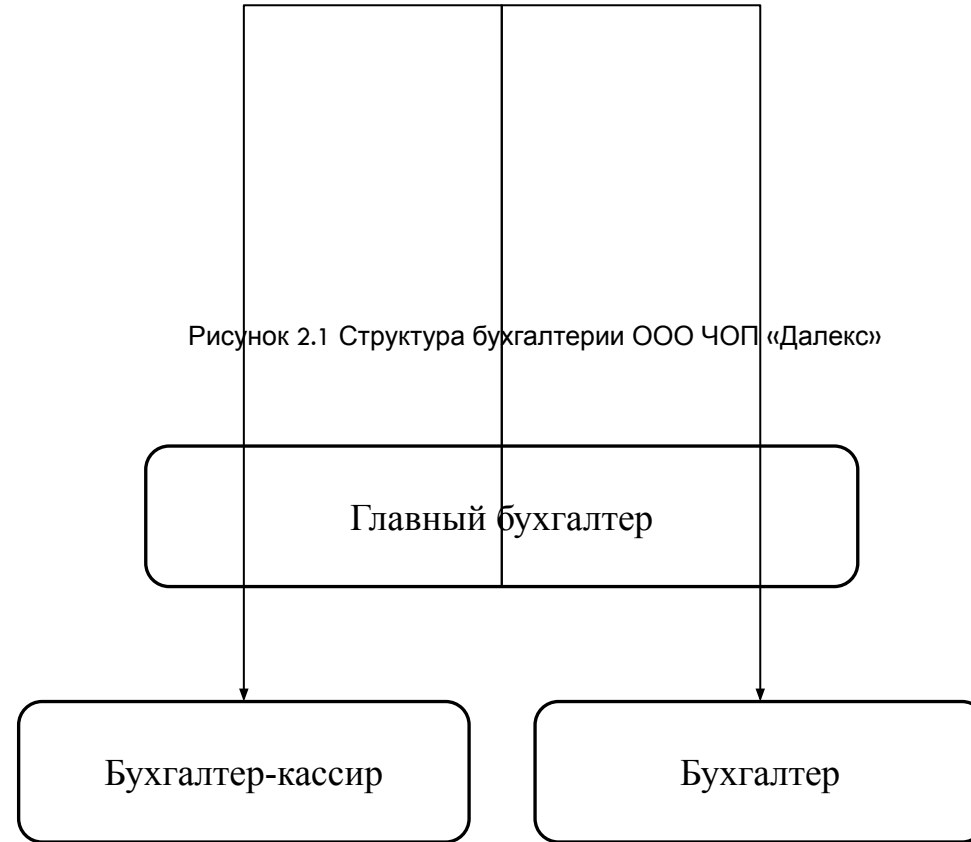 Рисунок 2.1 Структура бухгалтерии ООО ЧОП «Далекс»
Главный бухгалтер
Бухгалтер-кассир
Бухгалтер